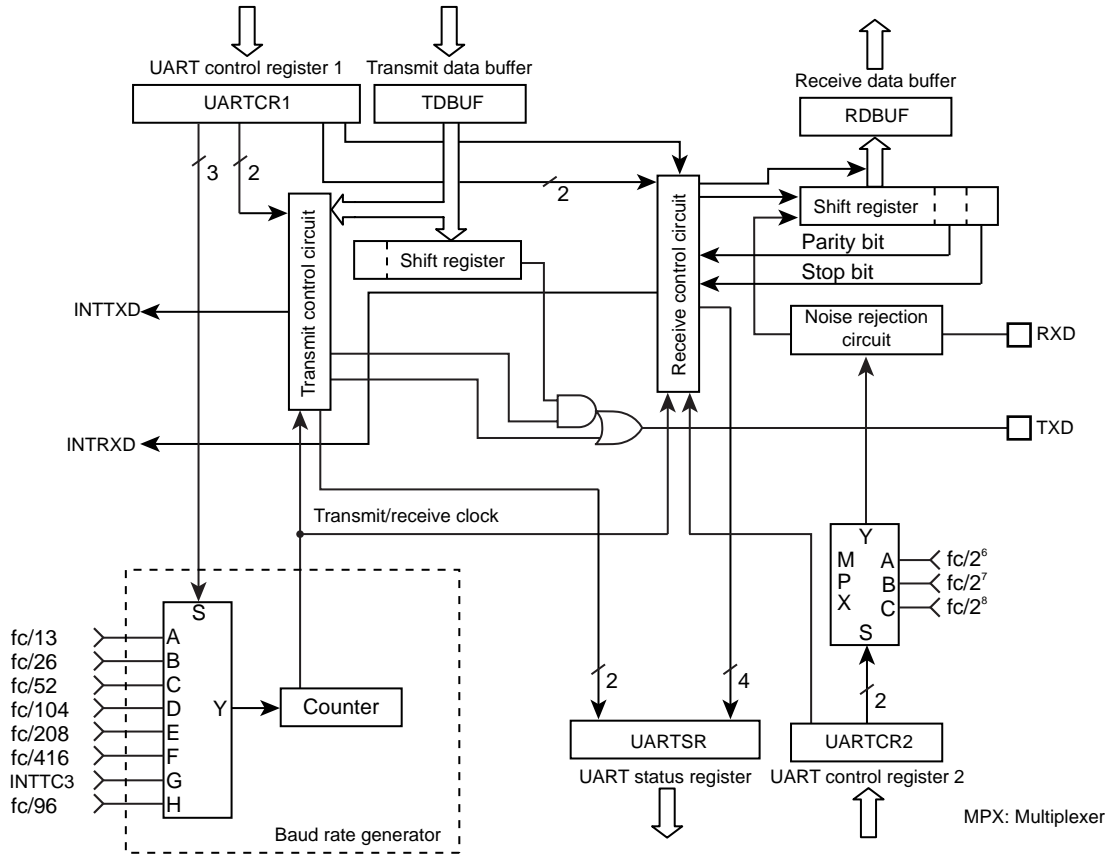 UART control register 1
Transmit data buffer
Receive data buffer
UARTCR1
TDBUF
RDBUF
3
2
2
Shift register
Parity bit
Stop bit
Transmit control circuit
Shift register
Receive control circuit
INTTXD
Noise rejection
circuit
RXD
INTRXD
TXD
Transmit/receive clock
Y
M
P
X
A
B
C
S
fc/2⁶
fc/2⁷
fc/2⁸
S
fc/13
A
fc/26
B
fc/52
C
fc/104
D
fc/208
E
fc/416
F
INTTC3
G
fc/96
H
Y
Counter
2
4
2
UARTSR
UARTCR2
UART status register
UART control register 2
Baud rate generator
MPX: Multiplexer